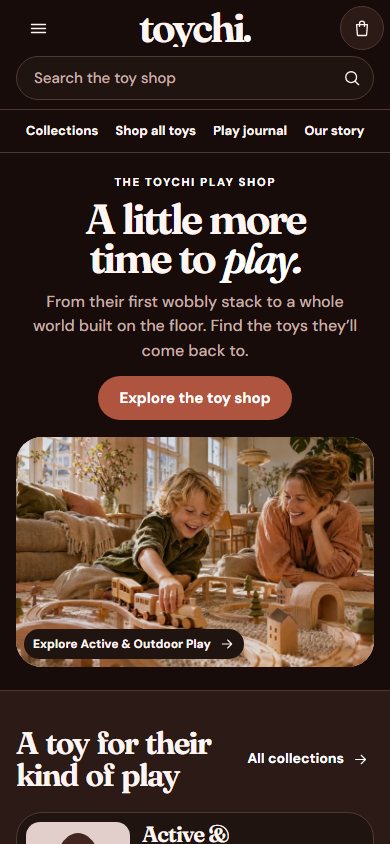 toychi.
Search the toy shop
Collections Shop all toys Play journal Our story
THE TOYCHI PLAY SHOP
A little more
time to play.
From their first wobbly stack to a whole
world built on the floor. Find the toys they’ll
come back to.
Explore the toy shop
Explore Active & Outdoor Play →
A toy for their
kind of play
All collections →
Active &